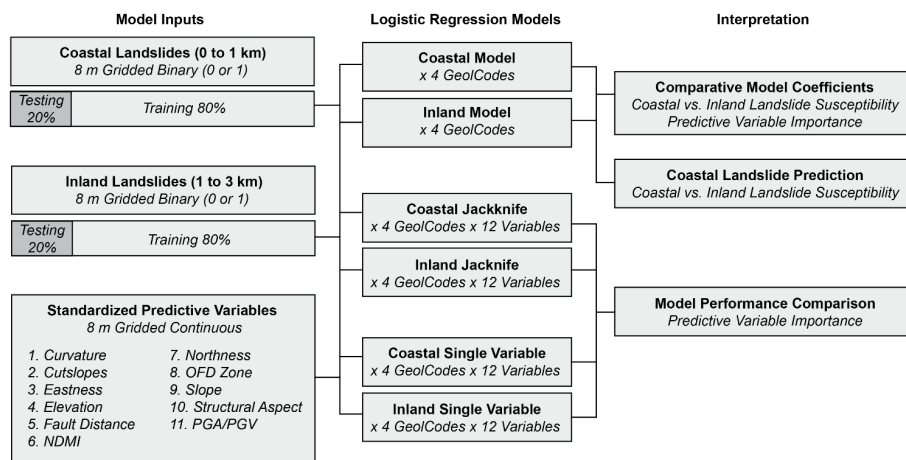 Model Inputs
Coastal Landslides (0 to 1 km)
8 m Gridded Binary (0 or 1)
Testing
20%
Training 80%
Inland Landslides (1 to 3 km)
8 m Gridded Binary (0 or 1)
Testing
20%
Training 80%
Standardized Predictive Variables
8 m Gridded Continuous
1. Curvature
2. Cutslopes
3. Eastness
4. Elevation
5. Fault Distance
6. NDMI
7. Northness
8. OFD Zone
9. Slope
10. Structural Aspect
11. PGA/PGV
Logistic Regression Models
Coastal Model
x 4 GeolCodes
Inland Model
x 4 GeolCodes
Coastal Jackknife
x 4 GeolCodes x 12 Variables
Inland Jacknife
x 4 GeolCodes x 12 Variables
Coastal Single Variable
x 4 GeolCodes x 12 Variables
Inland Single Variable
x 4 GeolCodes x 12 Variables
Interpretation
Comparative Model Coefficients
Coastal vs. Inland Landslide Susceptibility
Predictive Variable Importance
Coastal Landslide Prediction
Coastal vs. Inland Landslide Susceptibility
Model Performance Comparison
Predictive Variable Importance